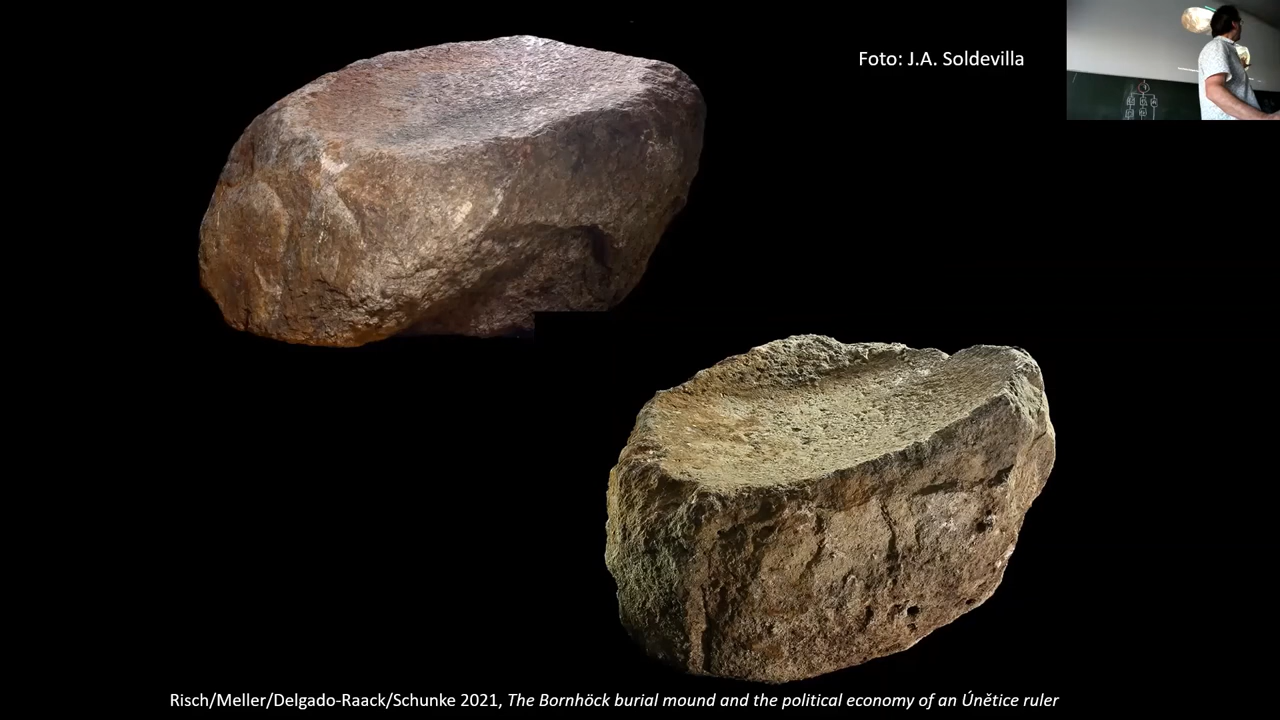 Foto: J.A. Soldevilla
Risch/Meller/Delgado-Raack/Schunke 2021, The Bornhöck burial mound and the political economy of an Únětice ruler